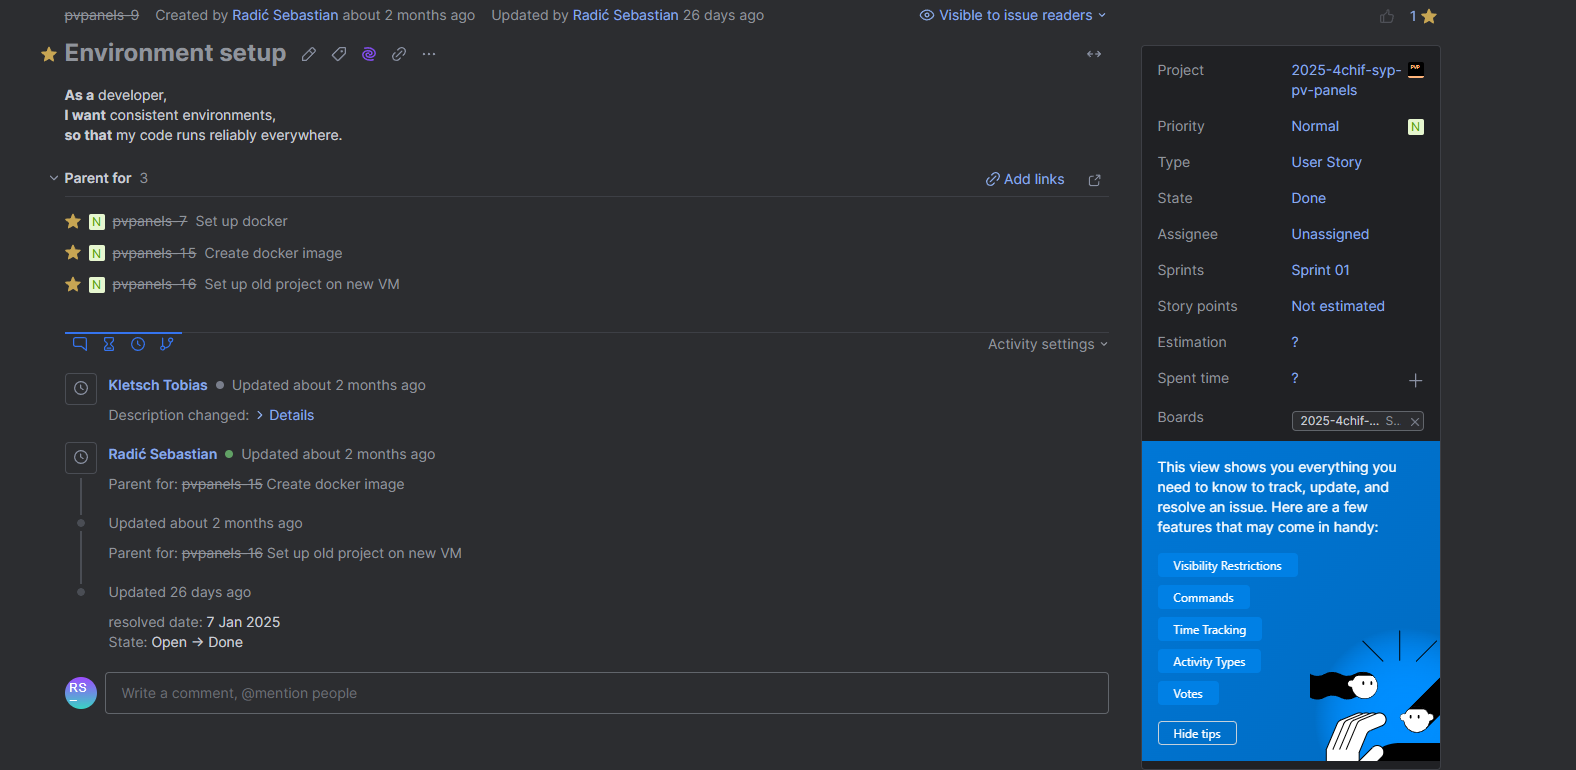 pvpanels-9 Created by Radić Sebastian about 2 months ago Updated by Radić Sebastian 26 days ago Visible to issue readers 1
Environment setup
As a developer,
I want consistent environments,
so that my code runs reliably everywhere.
Parent for 3 Add links
N pvpanels-7 Set up docker
N pvpanels-15 Create docker image
N pvpanels-16 Set up old project on new VM
Activity settings
Kletsch Tobias Updated about 2 months ago
Description changed: > Details
Radić Sebastian Updated about 2 months ago
Parent for: pvpanels-15 Create docker image
Updated about 2 months ago
Parent for: pvpanels-16 Set up old project on new VM
Updated 26 days ago
resolved date: 7 Jan 2025
State: Open → Done
RS
Write a comment, @mention people
Project 2025-4chif-syp-
pv-panels
PVP
Priority Normal N
Type User Story
State Done
Assignee Unassigned
Sprints Sprint 01
Story points Not estimated
Estimation ?
Spent time ?
Boards 2025-4chif-... S...
This view shows you everything you
need to know to track, update, and
resolve an issue. Here are a few
features that may come in handy:
Visibility Restrictions
Commands
Time Tracking
Activity Types
Votes
Hide tips